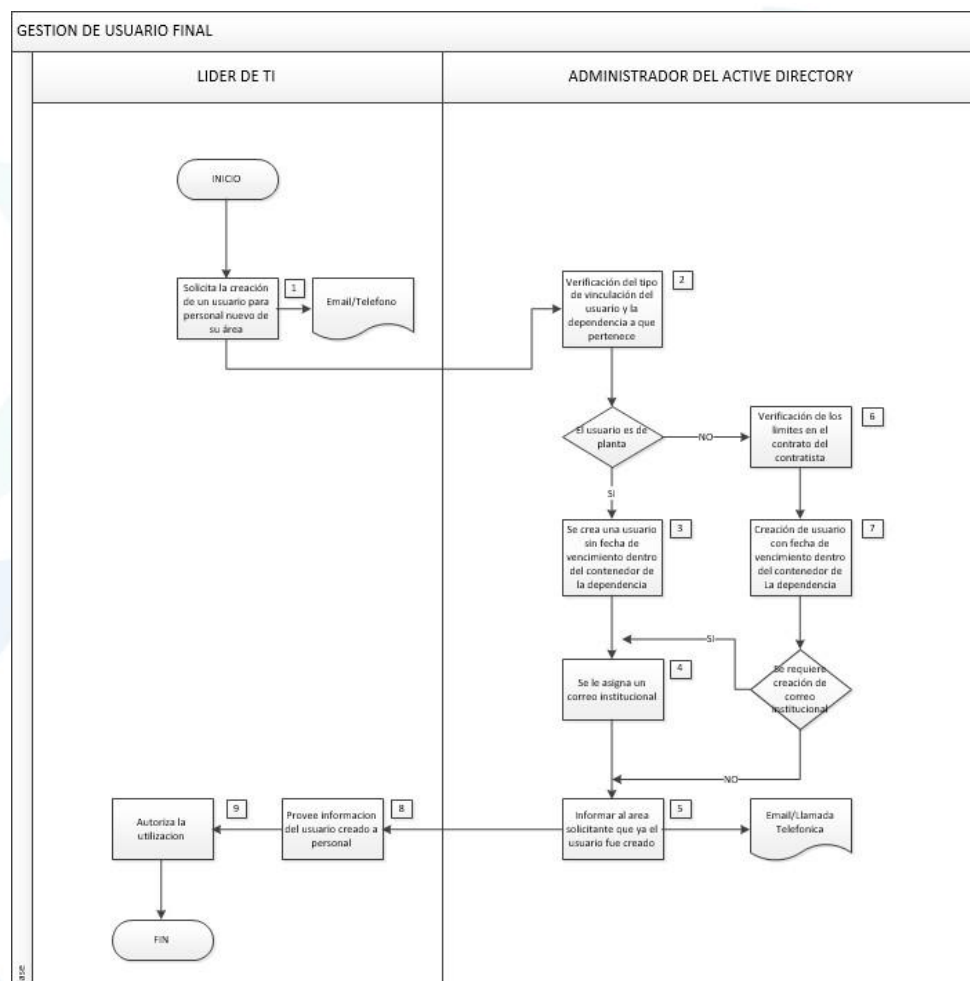 GESTION DE USUARIO FINAL
LIDER DE TI
ADMINISTRADOR DEL ACTIVE DIRECTORY
INICIO
Solicita la creación
de un usuario para
personal nuevo de
su área
1
Email/Telefono
Verificación del tipo
de vinculación del
usuario y la
dependencia a que
pertenece
2
El usuario es de
planta
NO
Verificación de los
limites en el
contrato del
contratista
6
SI
Se crea una usuario
sin fecha de
vencimiento dentro
del contenedor de
la dependencia
3
Creación de usuario
con fecha de
vencimiento dentro
del contenedor de
La dependencia
7
SI
Se le asigna un
correo institucional
4
Se requiere
creación de
correo
institucional
NO
Autoriza la
utilizacion
9
Provee informacion
del usuario creado a
personal
8
Informar al area
solicitante que ya el
usuario fue creado
5
Email/Llamada
Telefonica
FIN
ase